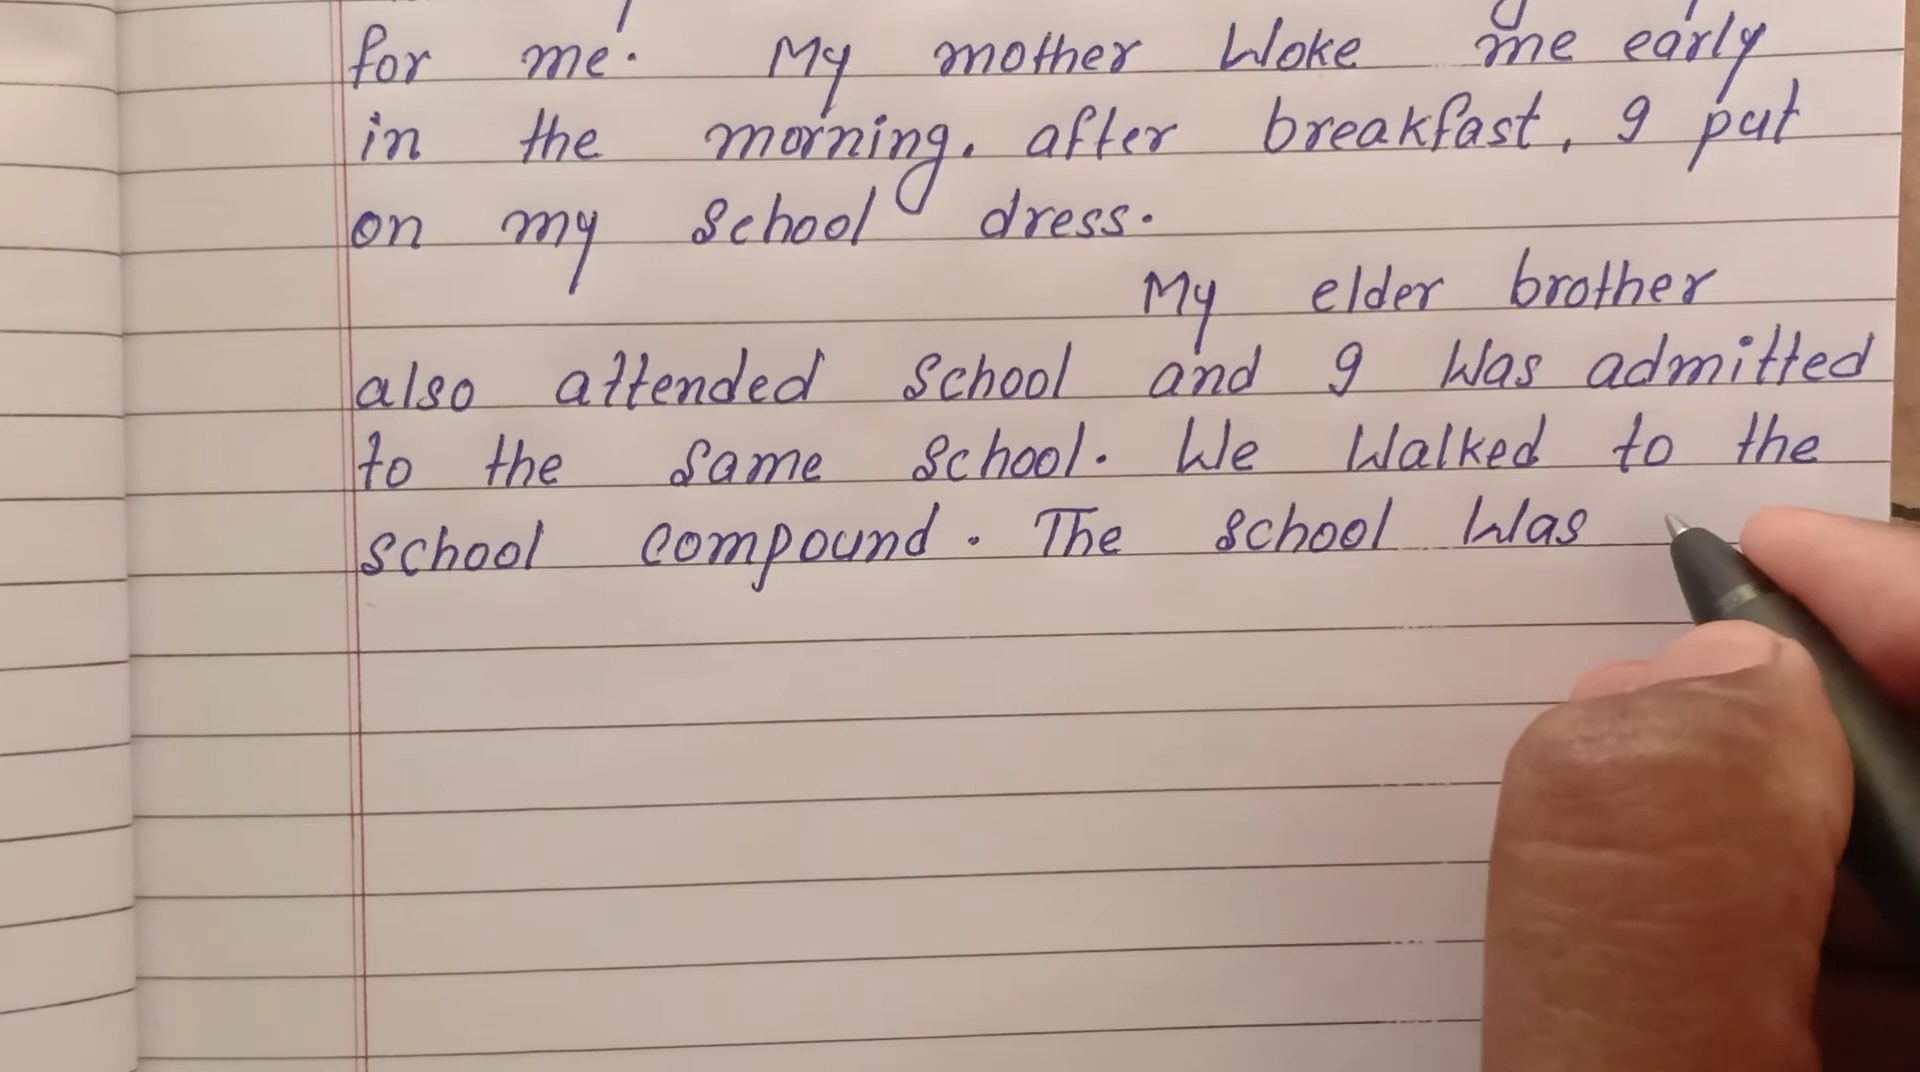 for me. My mother woke me early
in the morning. after breakfast, I put
on my school dress.
My elder brother
also attended school and I was admitted
to the same school. We walked to the
school compound. The school was